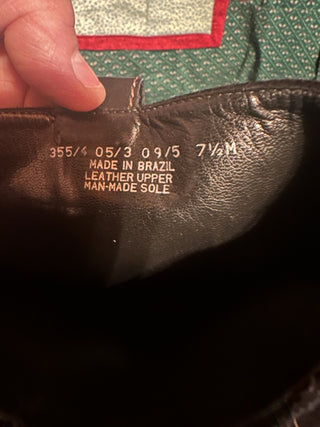 355/4 05/3 09/5 7½M
MADE IN BRAZIL
LEATHER UPPER
MAN-MADE SOLE